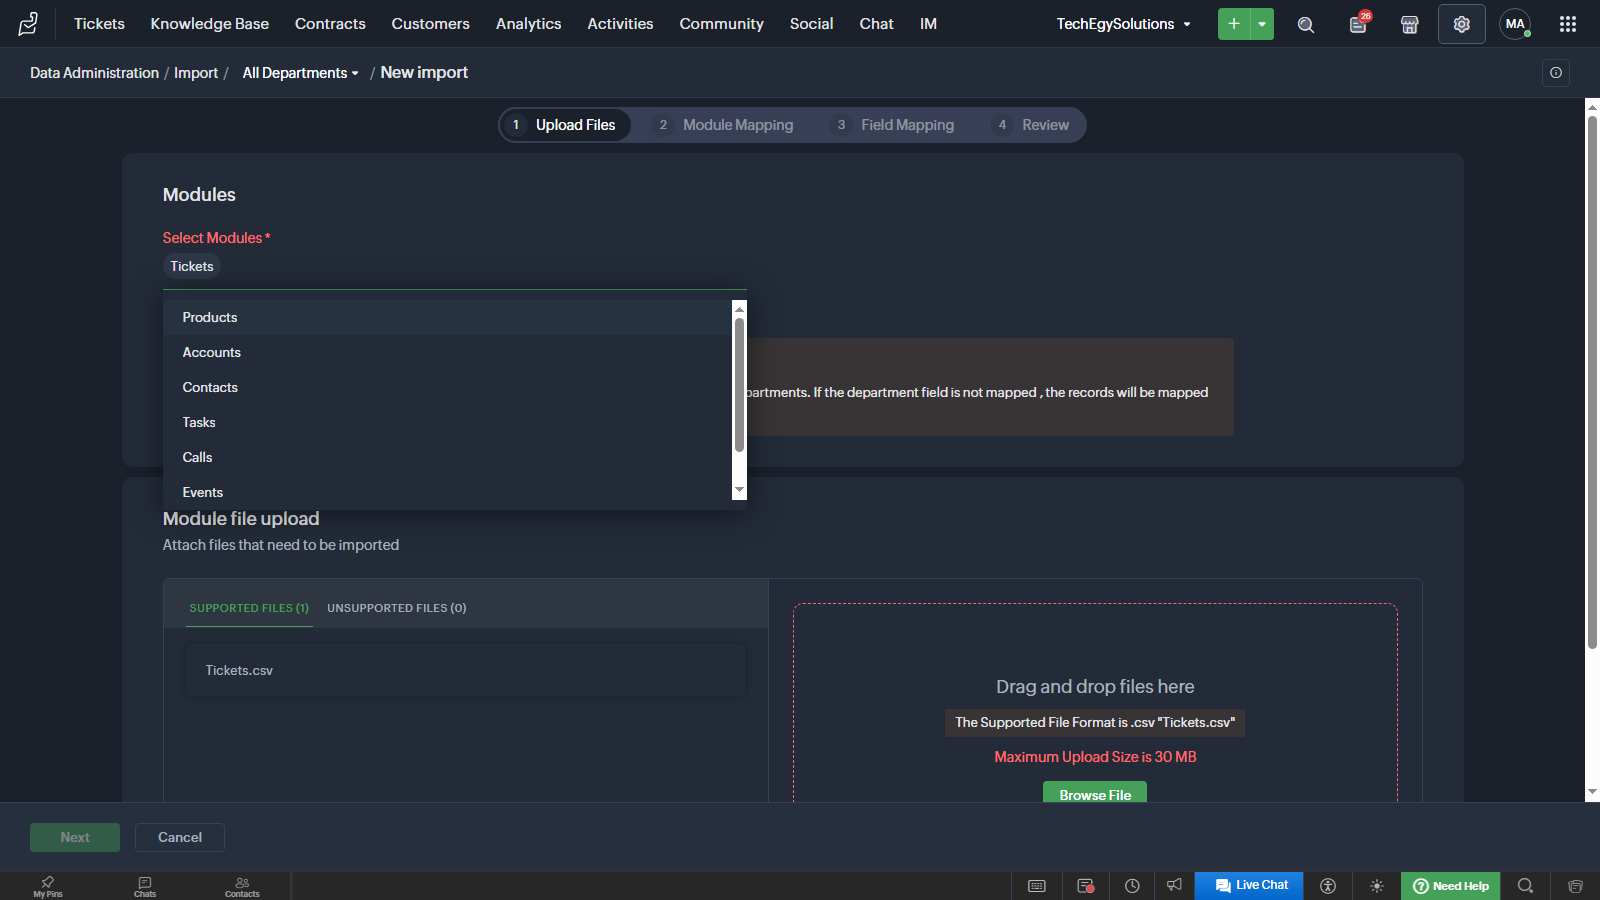 Tickets Knowledge Base Contracts Customers Analytics Activities Community Social Chat IM TechEgySolutions 26 MA
Data Administration / Import / All Departments / New import
1 Upload Files 2 Module Mapping 3 Field Mapping 4 Review
Modules
Select Modules *
Tickets
Products
Accounts
Contacts
partments. If the department field is not mapped , the records will be mapped
Tasks
Calls
Events
Module file upload
Attach files that need to be imported
SUPPORTED FILES (1) UNSUPPORTED FILES (0)
Tickets.csv
Drag and drop files here
The Supported File Format is .csv "Tickets.csv"
Maximum Upload Size is 30 MB
Browse File
Next Cancel
My Pins Chats Contacts Live Chat Need Help